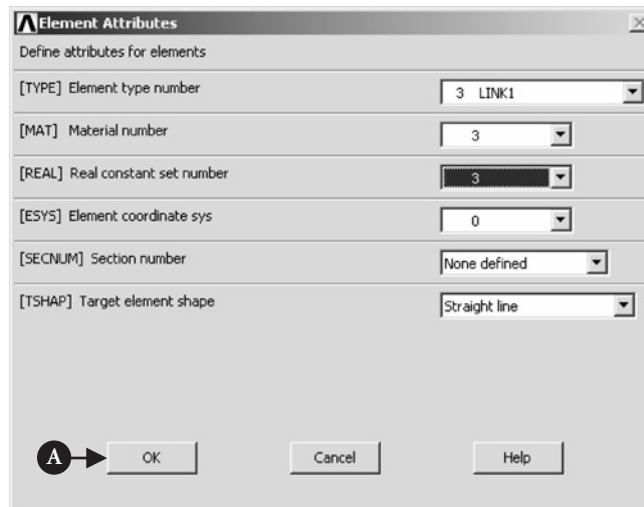 Element Attributes
Define attributes for elements
[TYPE] Element type number 3 LINK1
[MAT] Material number 3
[REAL] Real constant set number 3
[ESYS] Element coordinate sys 0
[SECNUM] Section number None defined
[TSHAP] Target element shape Straight line
A OK Cancel Help